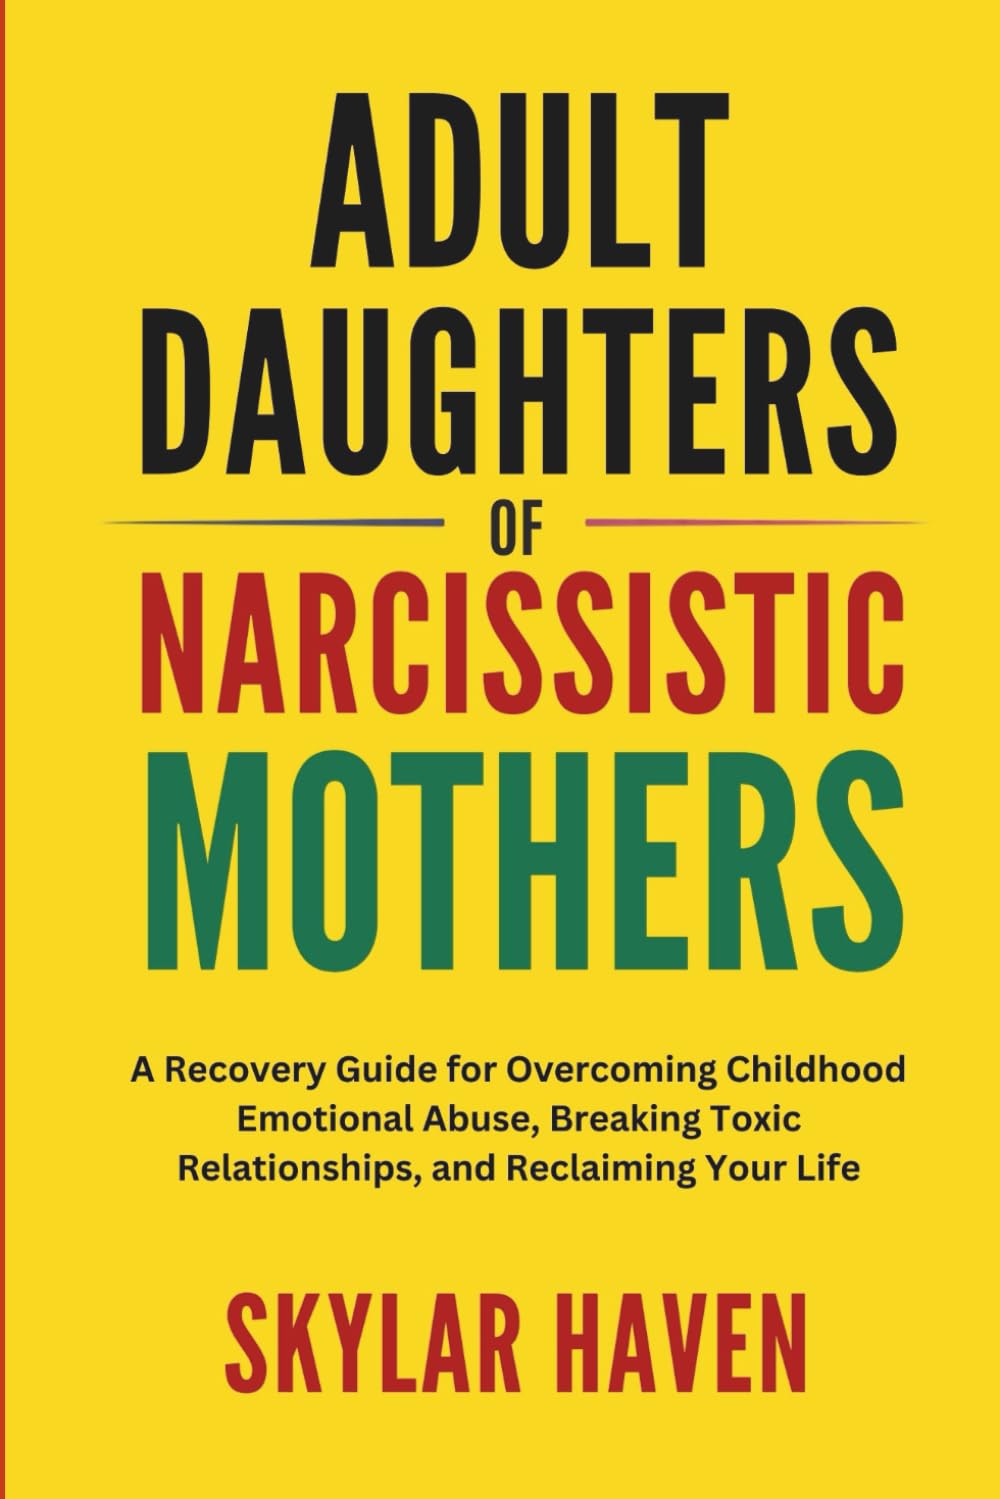 ADULT
DAUGHTERS
OF
NARCISSISTIC
MOTHERS
A Recovery Guide for Overcoming Childhood
Emotional Abuse, Breaking Toxic
Relationships, and Reclaiming Your Life
SKYLAR HAVEN